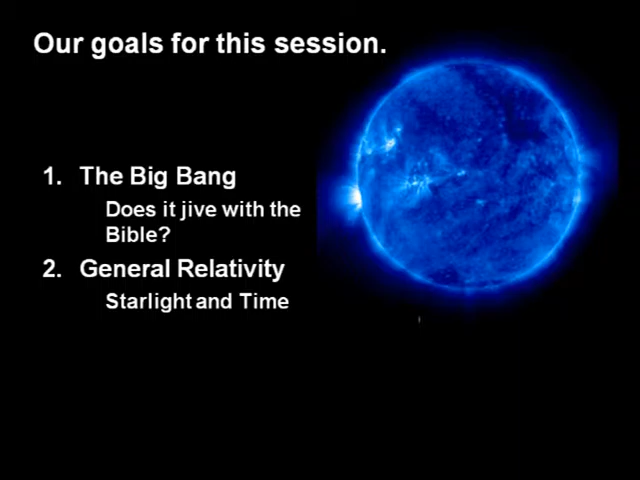 Our goals for this session.
1. The Big Bang
Does it jive with the
Bible?
2. General Relativity
Starlight and Time